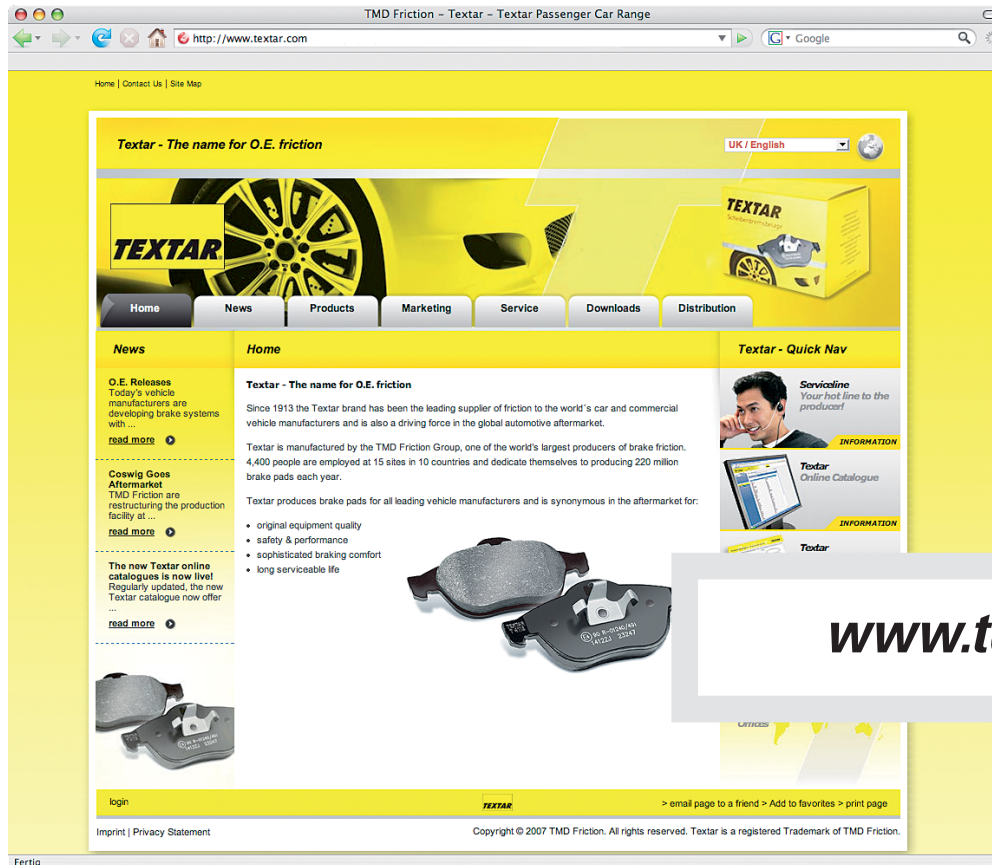 TMD Friction – Textar – Textar Passenger Car Range
http://www.textar.com
G
Google
Home | Contact Us | Site Map
Textar - The name for O.E. friction
UK / English
TEXTAR
TEXTAR
Scheibenbremsbeläge
Home
News
Products
Marketing
Service
Downloads
Distribution
News
O.E. Releases
Today's vehicle
manufacturers are
developing brake systems
with ...
read more
Coswig Goes
Aftermarket
TMD Friction are
restructuring the production
facility at ...
read more
The new Textar online
catalogues is now live!
Regularly updated, the new
Textar catalogue now offer
...
read more
Home
Textar - The name for O.E. friction
Since 1913 the Textar brand has been the leading supplier of friction to the world´s car and commercial
vehicle manufacturers and is also a driving force in the global automotive aftermarket.
Textar is manufactured by the TMD Friction Group, one of the world's largest producers of brake friction.
4,400 people are employed at 15 sites in 10 countries and dedicate themselves to producing 220 million
brake pads each year.
Textar produces brake pads for all leading vehicle manufacturers and is synonymous in the aftermarket for:
• original equipment quality
• safety & performance
• sophisticated braking comfort
• long serviceable life
Textar - Quick Nav
Serviceline
Your hot line to the
producer!
INFORMATION
Textar
Online Catalogue
INFORMATION
Textar
www.t
Offices
login
TEXTAR
> email page to a friend > Add to favorites > print page
Imprint | Privacy Statement
Copyright © 2007 TMD Friction. All rights reserved. Textar is a registered Trademark of TMD Friction.
Fertig